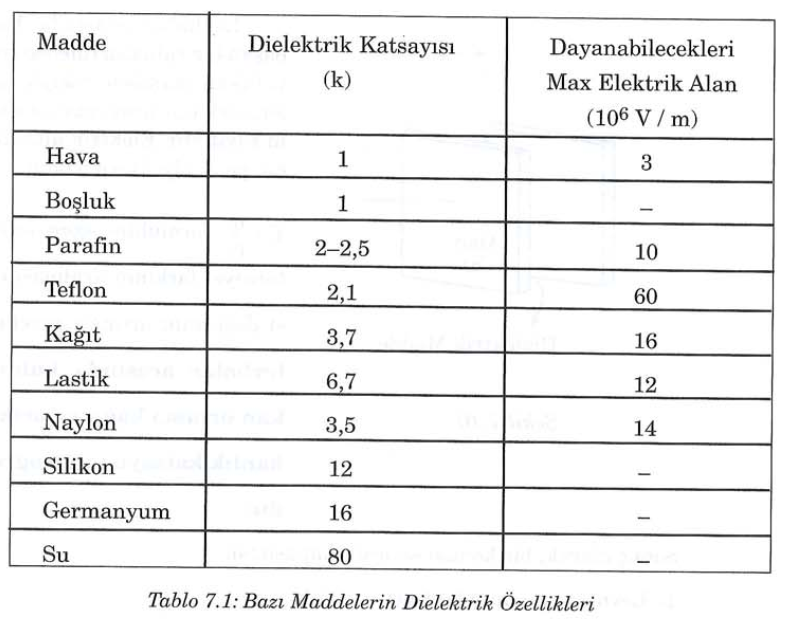 Madde Dielektrik Katsayısı (k) Dayanabilecekleri Max Elektrik Alan (10⁶ V / m)
Hava 1 3
Boşluk 1 –
Parafin 2–2,5 10
Teflon 2,1 60
Kağıt 3,7 16
Lastik 6,7 12
Naylon 3,5 14
Silikon 12 –
Germanyum 16 –
Su 80 –
Tablo 7.1: Bazı Maddelerin Dielektrik Özellikleri